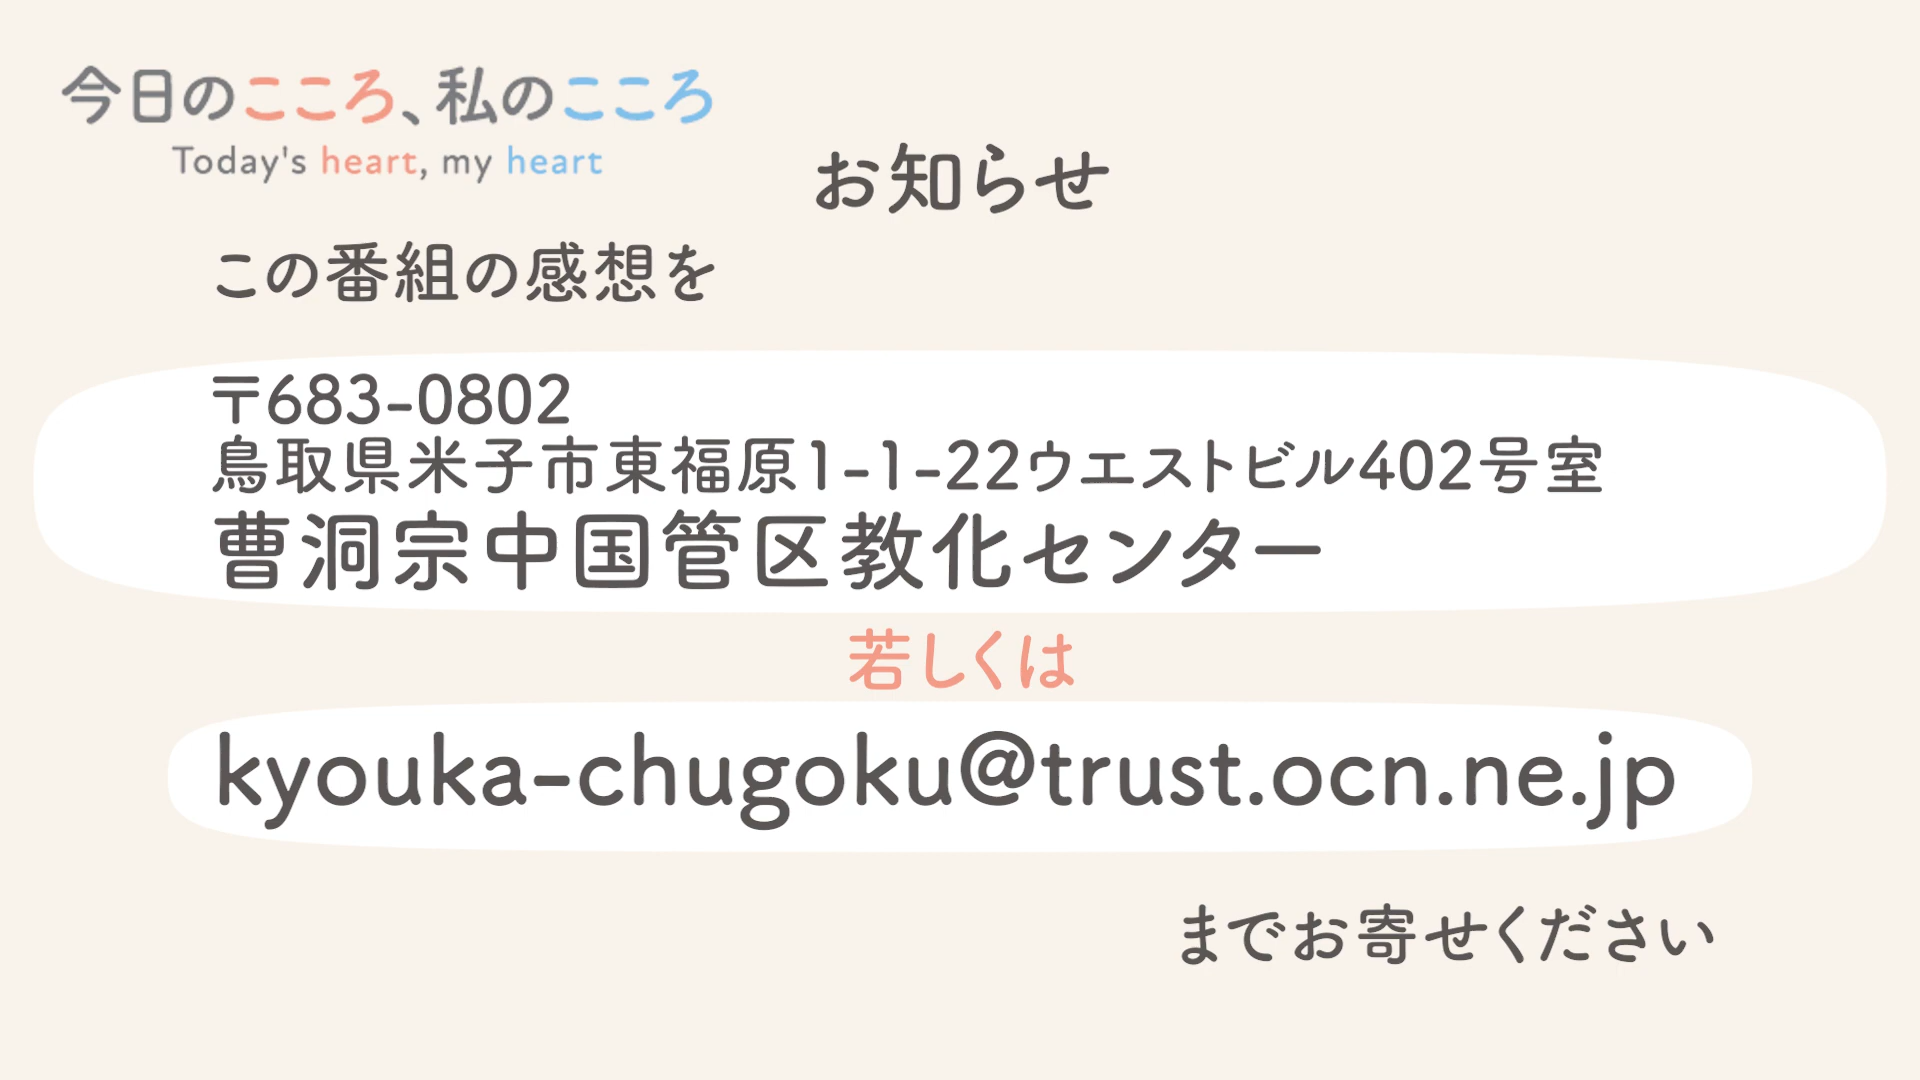 今日のこころ、私のこころ
Today's heart, my heart
お知らせ
この番組の感想を
〒683-0802
鳥取県米子市東福原1-1-22ウエストビル402号室
曹洞宗中国管区教化センター
若しくは
kyouka-chugoku@trust.ocn.ne.jp
までお寄せください